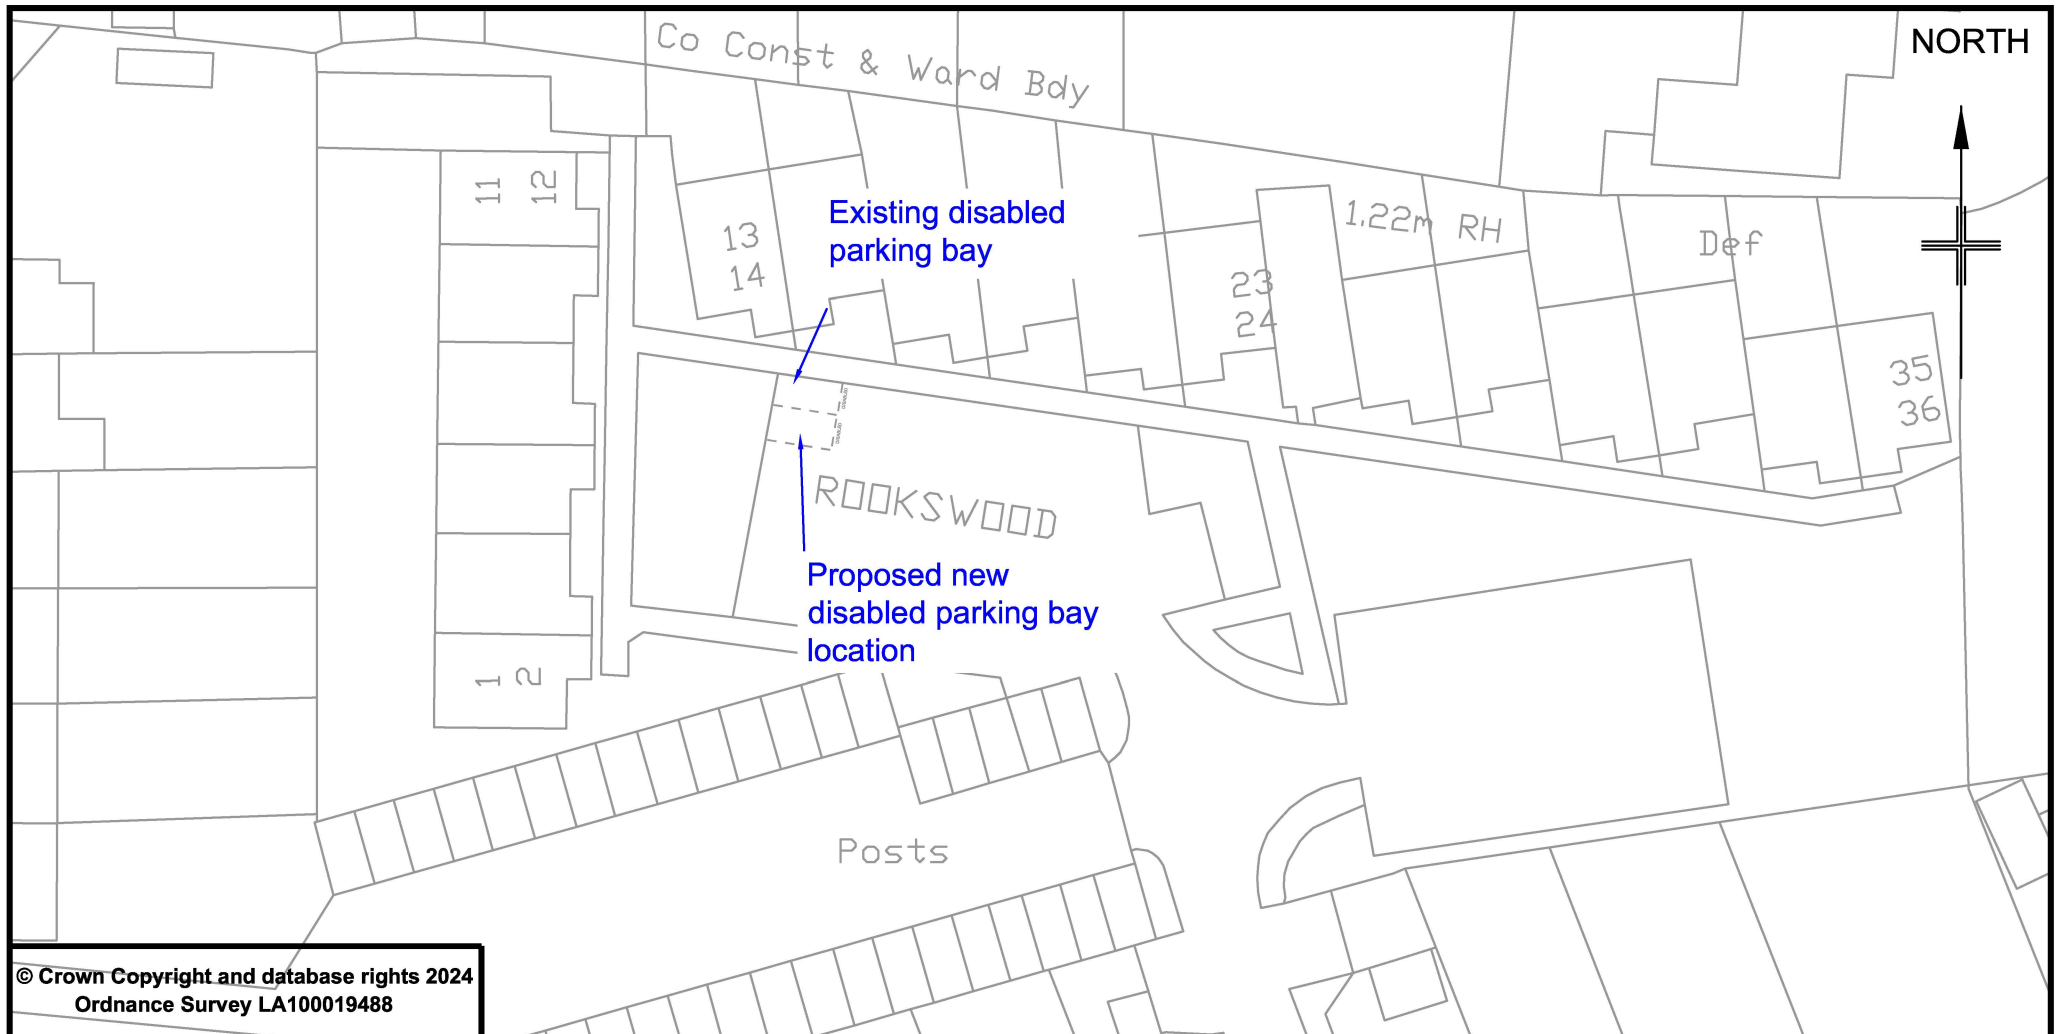 NORTH
Co Const & Ward Bdy
11
12
13
14
Existing disabled
parking bay
1.22m RH
Def
23
24
35
36
DISABLED
DISABLED
ROOKSWOOD
Proposed new
disabled parking bay
location
1
2
Posts
© Crown Copyright and database rights 2024
Ordnance Survey LA100019488